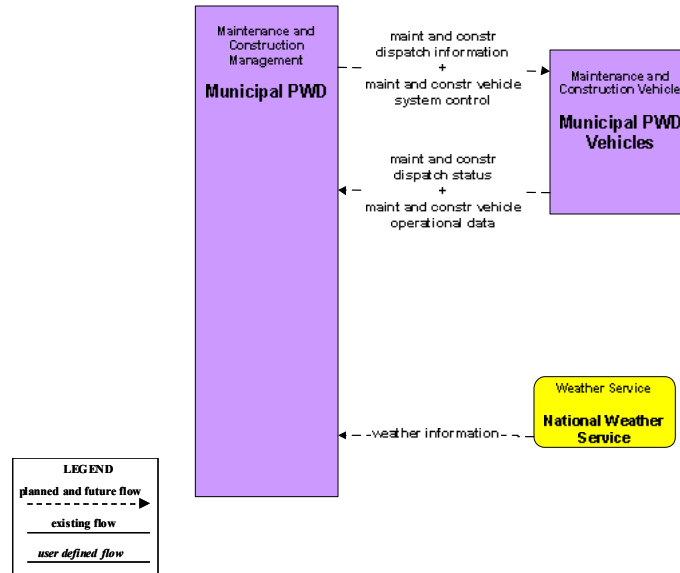 Maintenance and
Construction
Management
Municipal PWD
maint and constr
dispatch information
+
maint and constr vehicle
system control
Maintenance and
Construction Vehicle
Municipal PWD
Vehicles
maint and constr
dispatch status
+
maint and constr vehicle
operational data
Weather Service
National Weather
Service
weather information
LEGEND
planned and future flow
existing flow
user defined flow